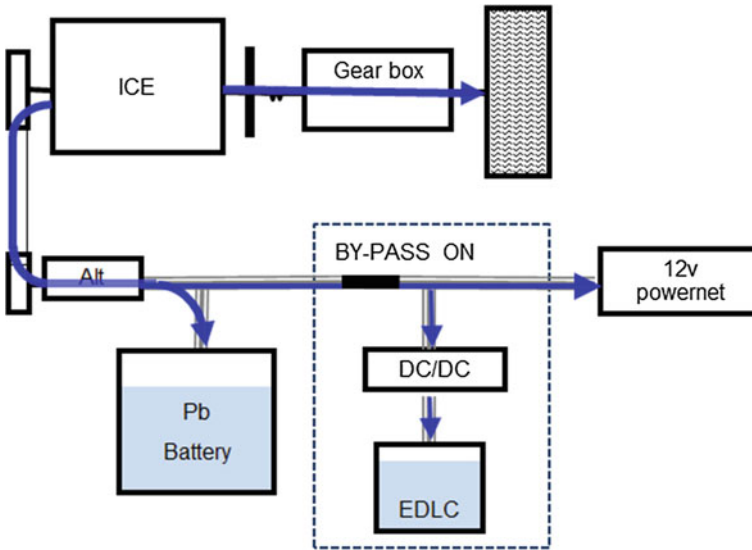 ICE
Gear box
Alt
BY-PASS ON
12v
powernet
DC/DC
Pb
Battery
EDLC